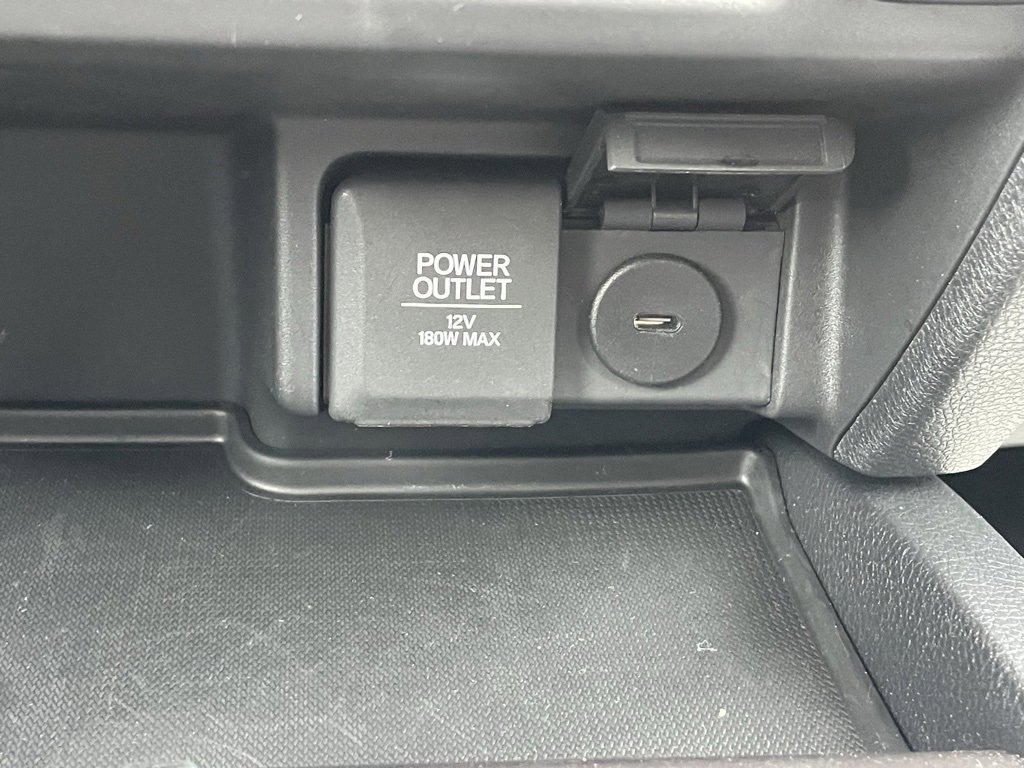 POWER
OUTLET
12V
180W MAX